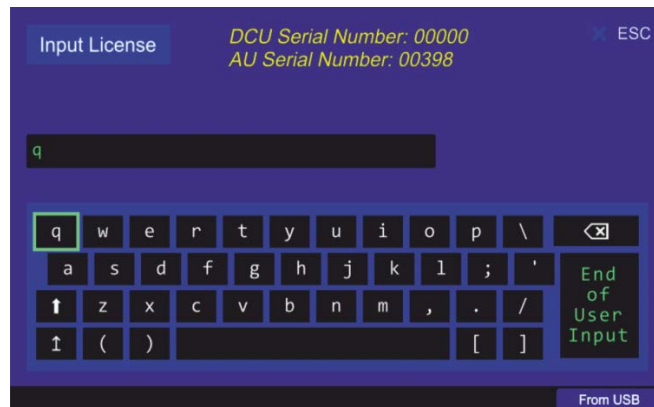 Input License
DCU Serial Number: 00000
AU Serial Number: 00398
ESC
q
q w e r t y u i o p \
a s d f g h j k l ; '
z x c v b n m , . /
( ) [ ]
End
of
User
Input
From USB